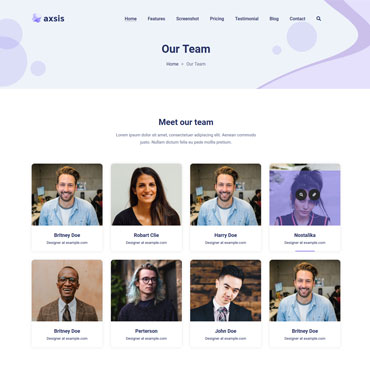 axsis
Home Features Screenshot Pricing Testimonial Blog Contact
Our Team
Home > Our Team
Meet our team
Lorem ipsum dolor sit amet, consectetuer adipiscing elit. Aenean commodo
Nullam dictum felis eu pede mollis pretium.
Britney Doe Robart Clie Harry Doe Nostalika
Designer at example.com Designer at example.com Designer at example.com Designer at example.com
Britney Doe Perterson John Doe Britney Doe
Designer at example.com Designer at example.com Designer at example.com Designer at example.com